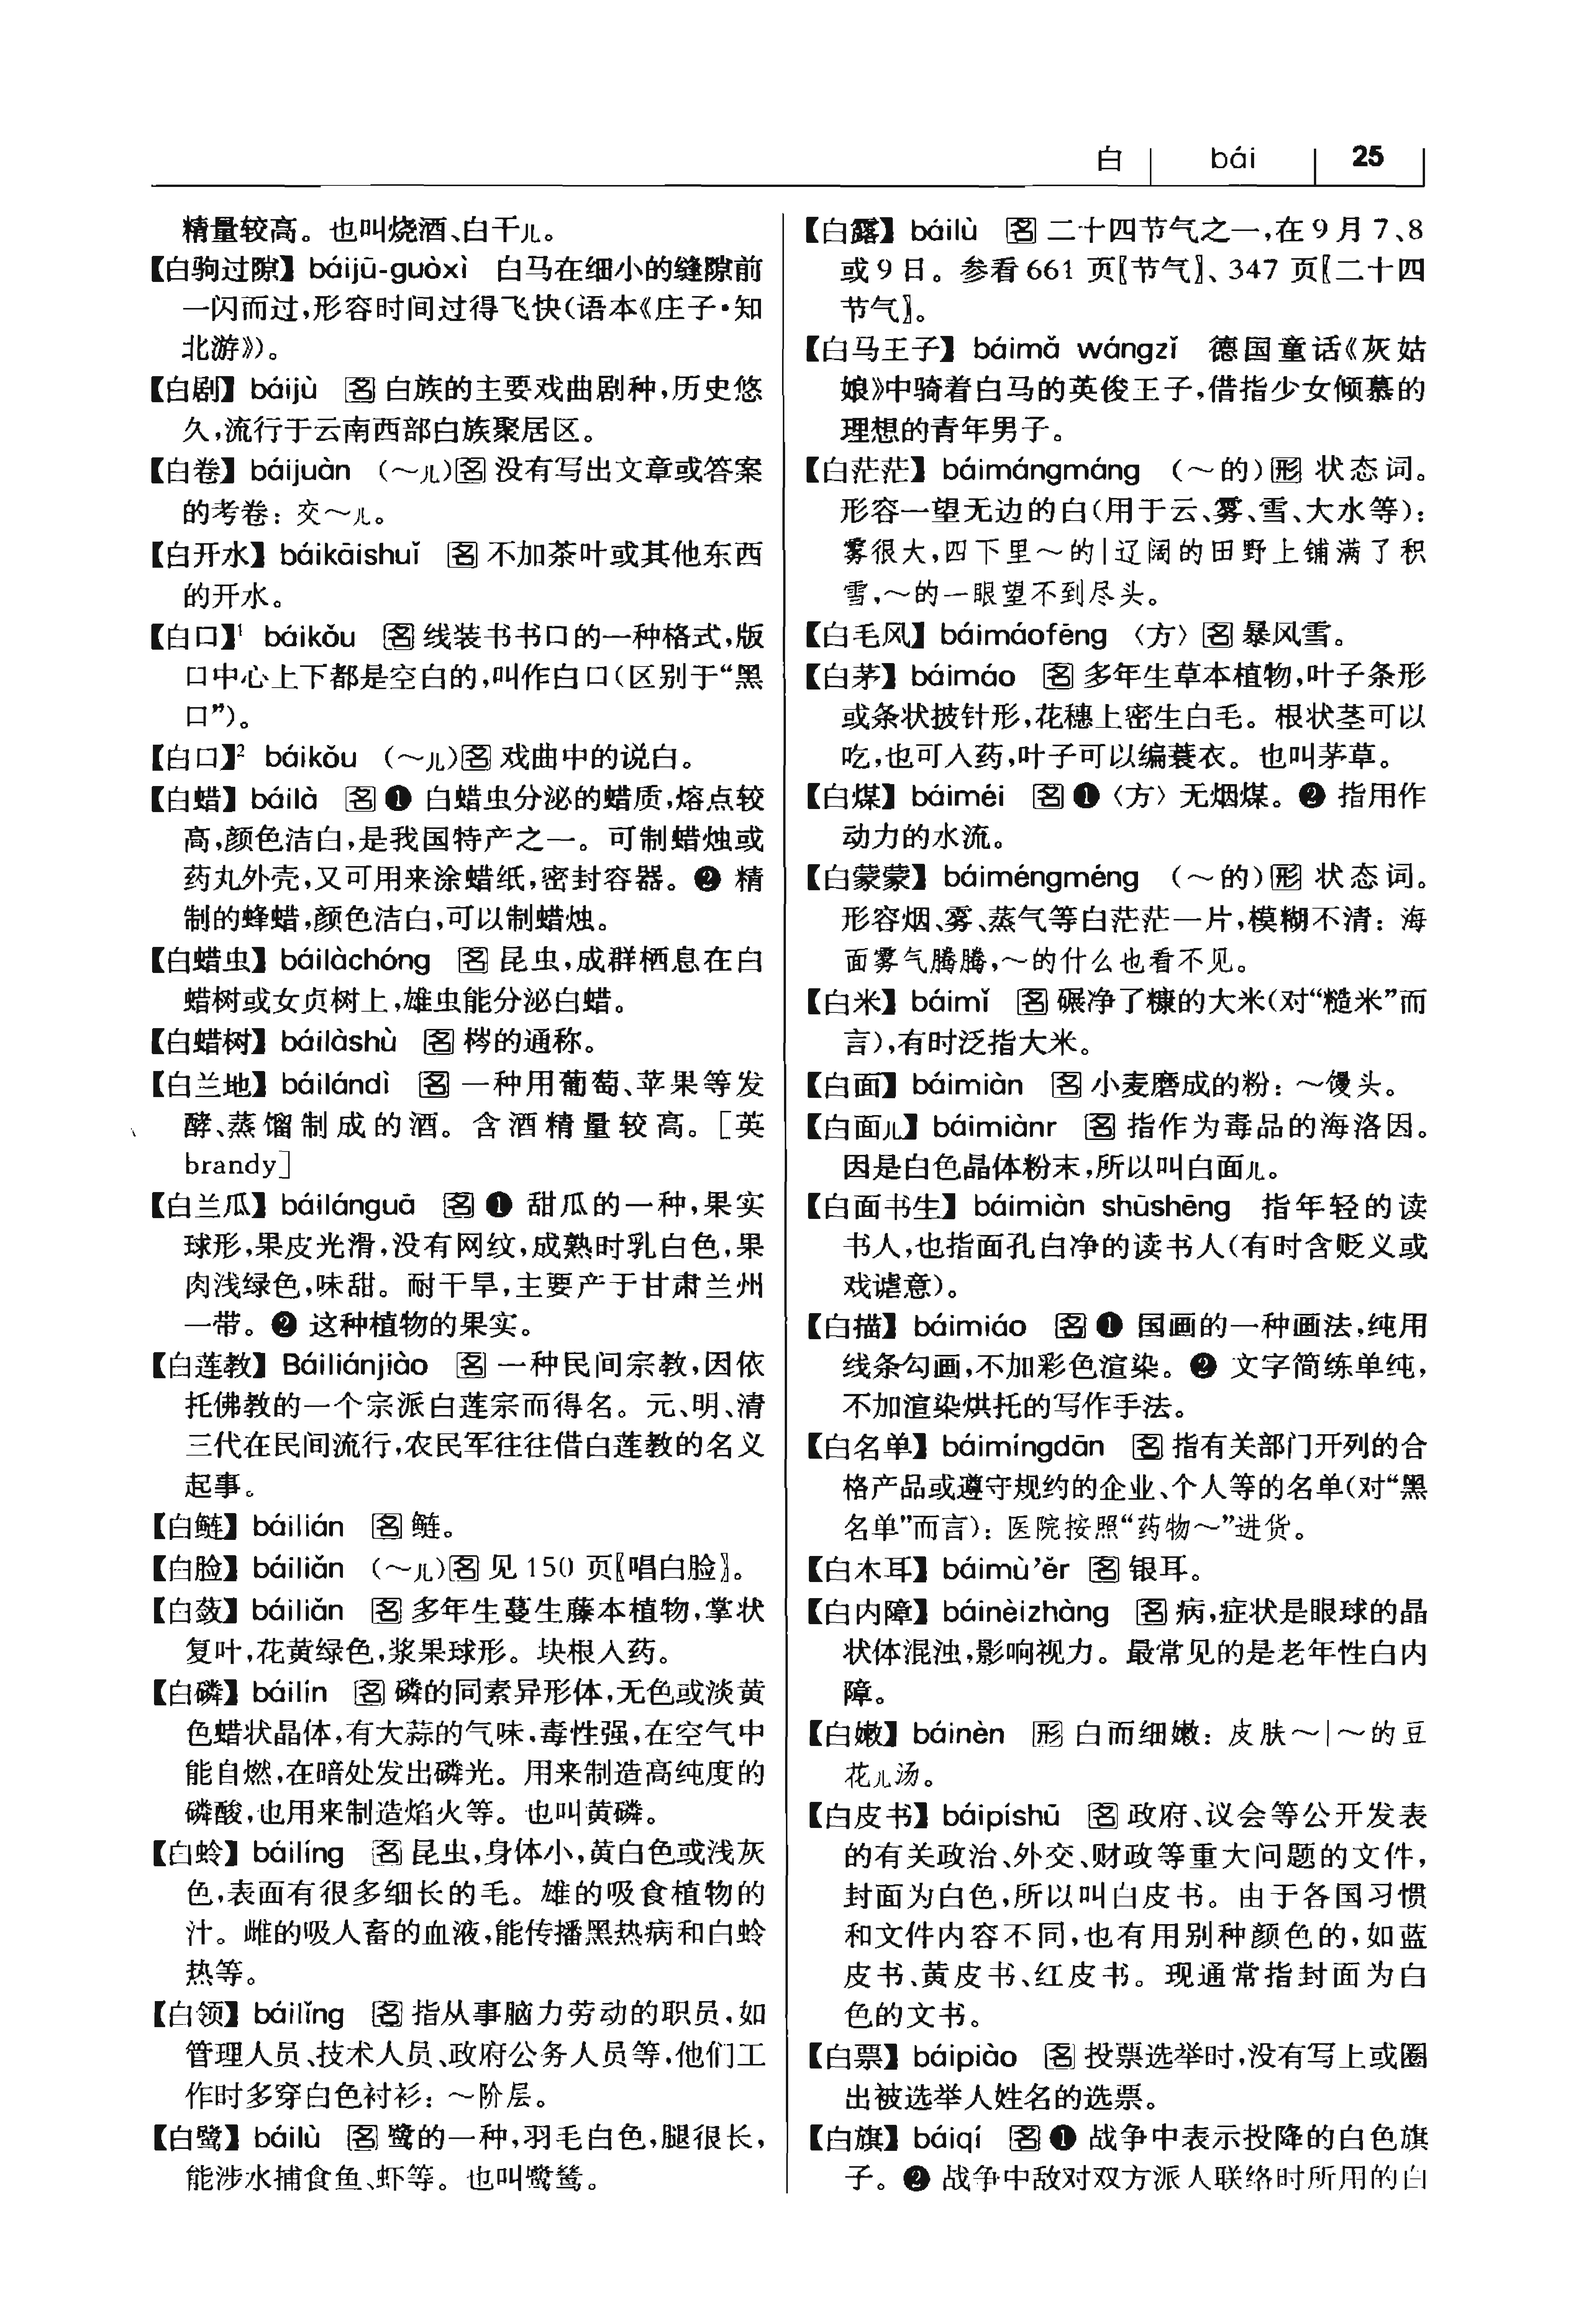 白 bái 25
精量较高。也叫烧酒、白干儿。
【白驹过隙】 báijū-guòxì 白马在细小的缝隙前
一闪而过,形容时间过得飞快(语本《庄子·知
北游》)。
【白剧】 báijù 名 白族的主要戏曲剧种,历史悠
久,流行于云南西部白族聚居区。
【白卷】 báijuàn (～儿)名 没有写出文章或答案
的考卷：交～儿。
【白开水】 báikāishuǐ 名 不加茶叶或其他东西
的开水。
【白口】¹ báikǒu 名 线装书书口的一种格式,版
口中心上下都是空白的,叫作白口(区别于“黑
口”)。
【白口】² báikǒu (～儿)名 戏曲中的说白。
【白蜡】 báilà 名 ❶ 白蜡虫分泌的蜡质,熔点较
高,颜色洁白,是我国特产之一。可制蜡烛或
药丸外壳,又可用来涂蜡纸,密封容器。❷ 精
制的蜂蜡,颜色洁白,可以制蜡烛。
【白蜡虫】 báilàchóng 名 昆虫,成群栖息在白
蜡树或女贞树上,雄虫能分泌白蜡。
【白蜡树】 báilàshù 名 梣的通称。
【白兰地】 báilándì 名 一种用葡萄、苹果等发
酵、蒸馏制成的酒。含酒精量较高。[英
brandy]
【白兰瓜】 báilánguā 名 ❶ 甜瓜的一种,果实
球形,果皮光滑,没有网纹,成熟时乳白色,果
肉浅绿色,味甜。耐干旱,主要产于甘肃兰州
一带。❷ 这种植物的果实。
【白莲教】 Báiliánjiào 名 一种民间宗教,因依
托佛教的一个宗派白莲宗而得名。元、明、清
三代在民间流行,农民军往往借白莲教的名义
起事。
【白鲢】 báilián 名 鲢。
【白脸】 báiliǎn (～儿)名 见 150 页〖唱白脸〗。
【白蔹】 báiliǎn 名 多年生蔓生藤本植物,掌状
复叶,花黄绿色,浆果球形。块根入药。
【白磷】 báilín 名 磷的同素异形体,无色或淡黄
色蜡状晶体,有大蒜的气味,毒性强,在空气中
能自燃,在暗处发出磷光。用来制造高纯度的
磷酸,也用来制造焰火等。也叫黄磷。
【白蛉】 báilíng 名 昆虫,身体小,黄白色或浅灰
色,表面有很多细长的毛。雄的吸食植物的
汁。雌的吸人畜的血液,能传播黑热病和白蛉
热等。
【白领】 báilǐng 名 指从事脑力劳动的职员,如
管理人员、技术人员、政府公务人员等,他们工
作时多穿白色衬衫：～阶层。
【白鹭】 báilù 名 鹭的一种,羽毛白色,腿很长,
能涉水捕食鱼、虾等。也叫鹭鸶。
【白露】 báilù 名 二十四节气之一,在 9 月 7、8
或 9 日。参看 661 页〖节气〗、347 页〖二十四
节气〗。
【白马王子】 báimǎ wángzǐ 德国童话《灰姑
娘》中骑着白马的英俊王子,借指少女倾慕的
理想的青年男子。
【白茫茫】 báimángmáng (～的)形 状态词。
形容一望无边的白(用于云、雾、雪、大水等)：
雾很大,四下里～的|辽阔的田野上铺满了积
雪,～的一眼望不到尽头。
【白毛风】 báimáofēng 〈方〉名 暴风雪。
【白茅】 báimáo 名 多年生草本植物,叶子条形
或条状披针形,花穗上密生白毛。根状茎可以
吃,也可入药,叶子可以编蓑衣。也叫茅草。
【白煤】 báiméi 名 ❶〈方〉无烟煤。❷ 指用作
动力的水流。
【白蒙蒙】 báiméngméng (～的)形 状态词。
形容烟、雾、蒸气等白茫茫一片,模糊不清：海
面雾气腾腾,～的什么也看不见。
【白米】 báimǐ 名 碾净了糠的大米(对“糙米”而
言),有时泛指大米。
【白面】 báimiàn 名 小麦磨成的粉：～馒头。
【白面儿】 báimiànr 名 指作为毒品的海洛因。
因是白色晶体粉末,所以叫白面儿。
【白面书生】 báimiàn shūshēng 指年轻的读
书人,也指面孔白净的读书人(有时含贬义或
戏谑意)。
【白描】 báimiáo 名 ❶ 国画的一种画法,纯用
线条勾画,不加彩色渲染。❷ 文字简练单纯,
不加渲染烘托的写作手法。
【白名单】 báimíngdān 名 指有关部门开列的合
格产品或遵守规约的企业、个人等的名单(对“黑
名单”而言)：医院按照“药物～”进货。
【白木耳】 báimù’ěr 名 银耳。
【白内障】 báinèizhàng 名 病,症状是眼球的晶
状体混浊,影响视力。最常见的是老年性白内
障。
【白嫩】 báinèn 形 白而细嫩：皮肤～|～的豆
花儿汤。
【白皮书】 báipíshū 名 政府、议会等公开发表
的有关政治、外交、财政等重大问题的文件,
封面为白色,所以叫白皮书。由于各国习惯
和文件内容不同,也有用别种颜色的,如蓝
皮书、黄皮书、红皮书。现通常指封面为白
色的文书。
【白票】 báipiào 名 投票选举时,没有写上或圈
出被选举人姓名的选票。
【白旗】 báiqí 名 ❶ 战争中表示投降的白色旗
子。❷ 战争中敌对双方派人联络时所用的白